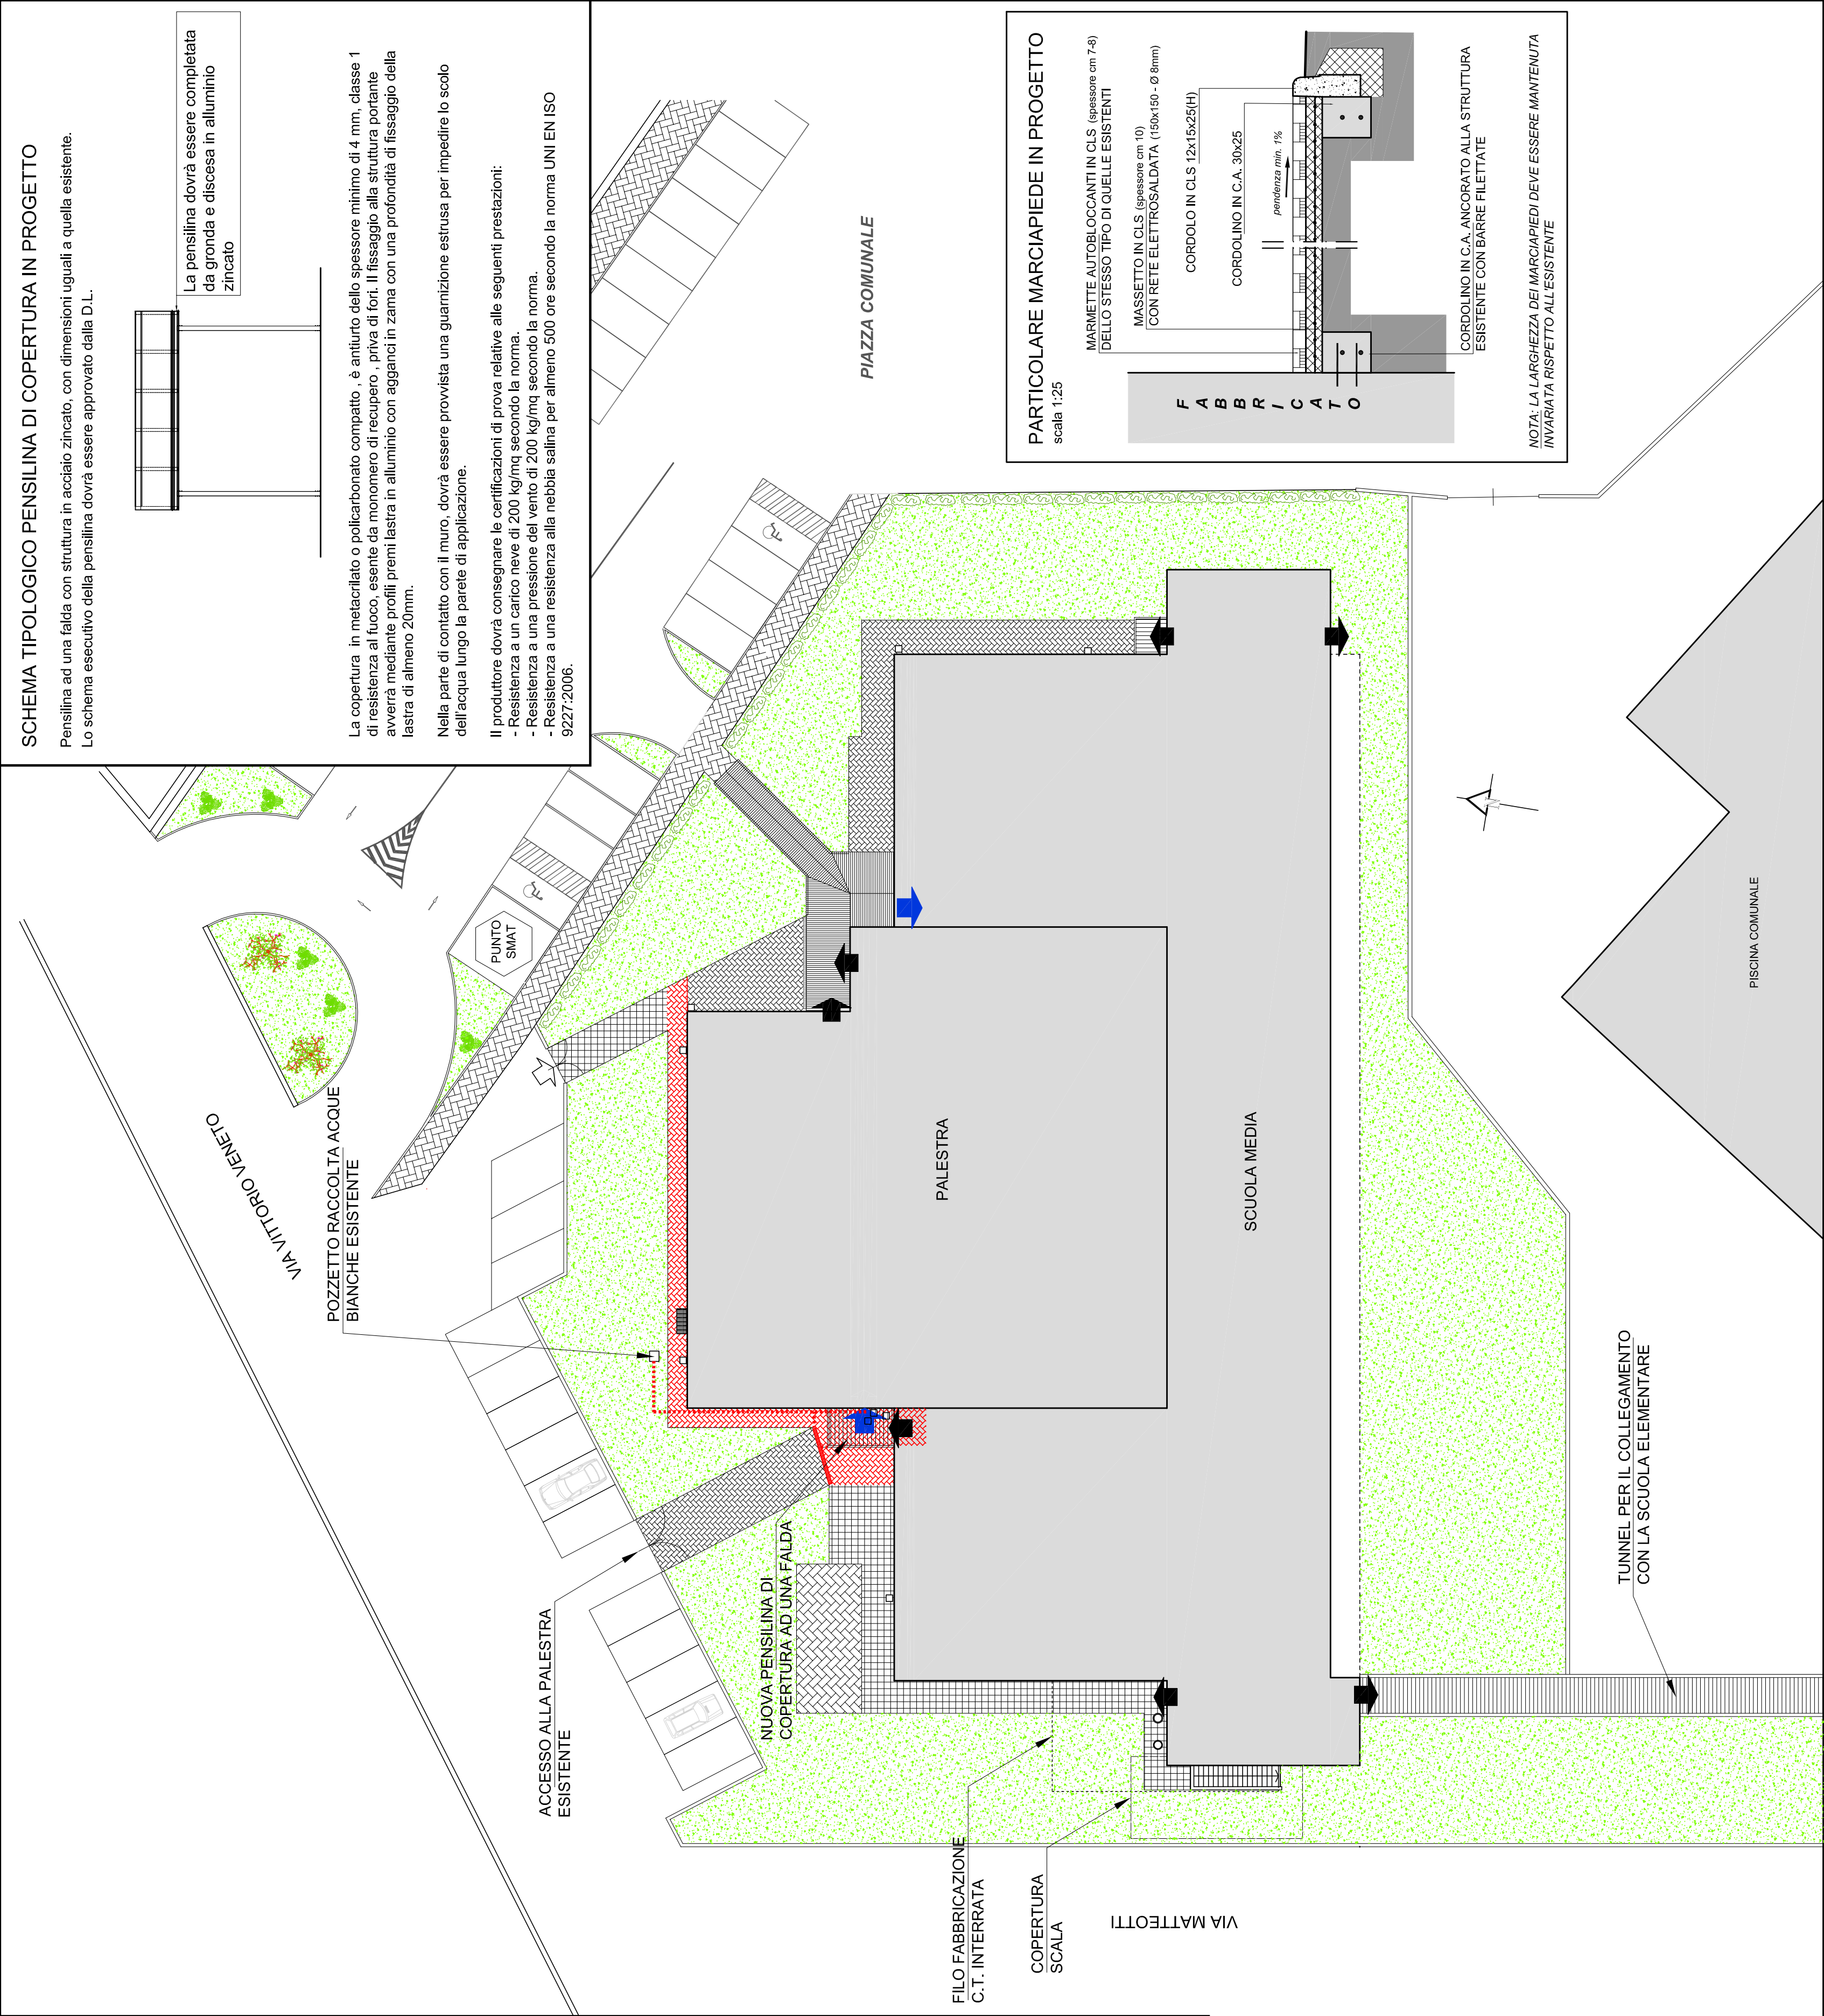 SCHEMA TIPOLOGICO PENSILINA DI COPERTURA IN PROGETTO
Pensilina ad una falda con struttura in acciaio zincato, con dimensioni uguali a quella esistente.
Lo schema esecutivo della pensilina dovrà essere approvato dalla D.L.
La pensilina dovrà essere completata
da gronda e discesa in alluminio
zincato
La copertura in metacrilato o policarbonato compatto , è antiurto dello spessore minimo di 4 mm, classe 1
di resistenza al fuoco, esente da monomero di recupero , priva di fori. Il fissaggio alla struttura portante
avverrà mediante profili premi lastra in alluminio con agganci in zama con una profondità di fissaggio della
lastra di almeno 20mm.
Nella parte di contatto con il muro, dovrà essere provvista una guarnizione estrusa per impedire lo scolo
dell'acqua lungo la parete di applicazione.
Il produttore dovrà consegnare le certificazioni di prova relative alle seguenti prestazioni:
- Resistenza a un carico neve di 200 kg/mq secondo la norma.
- Resistenza a una pressione del vento di 200 kg/mq secondo la norma.
- Resistenza a una resistenza alla nebbia salina per almeno 500 ore secondo la norma UNI EN ISO
9227:2006.
PARTICOLARE MARCIAPIEDE IN PROGETTO
scala 1:25
MARMETTE AUTOBLOCCANTI IN CLS (spessore cm 7-8)
DELLO STESSO TIPO DI QUELLE ESISTENTI
MASSETTO IN CLS (spessore cm 10)
CON RETE ELETTROSALDATA (150x150 - Ø 8mm)
CORDOLO IN CLS 12x15x25(H)
CORDOLINO IN C.A. 30x25
pendenza min. 1%
FABBRICATO
CORDOLINO IN C.A. ANCORATO ALLA STRUTTURA
ESISTENTE CON BARRE FILETTATE
NOTA: LA LARGHEZZA DEI MARCIAPIEDI DEVE ESSERE MANTENUTA
INVARIATA RISPETTO ALL'ESISTENTE
PIAZZA COMUNALE
PUNTO
SMAT
VIA VITTORIO VENETO
POZZETTO RACCOLTA ACQUE
BIANCHE ESISTENTE
PALESTRA
SCUOLA MEDIA
N
PISCINA COMUNALE
ACCESSO ALLA PALESTRA
ESISTENTE
NUOVA PENSILINA DI
COPERTURA AD UNA FALDA
TUNNEL PER IL COLLEGAMENTO
CON LA SCUOLA ELEMENTARE
FILO FABBRICAZIONE
C.T. INTERRATA
COPERTURA
SCALA
VIA MATTEOTTI